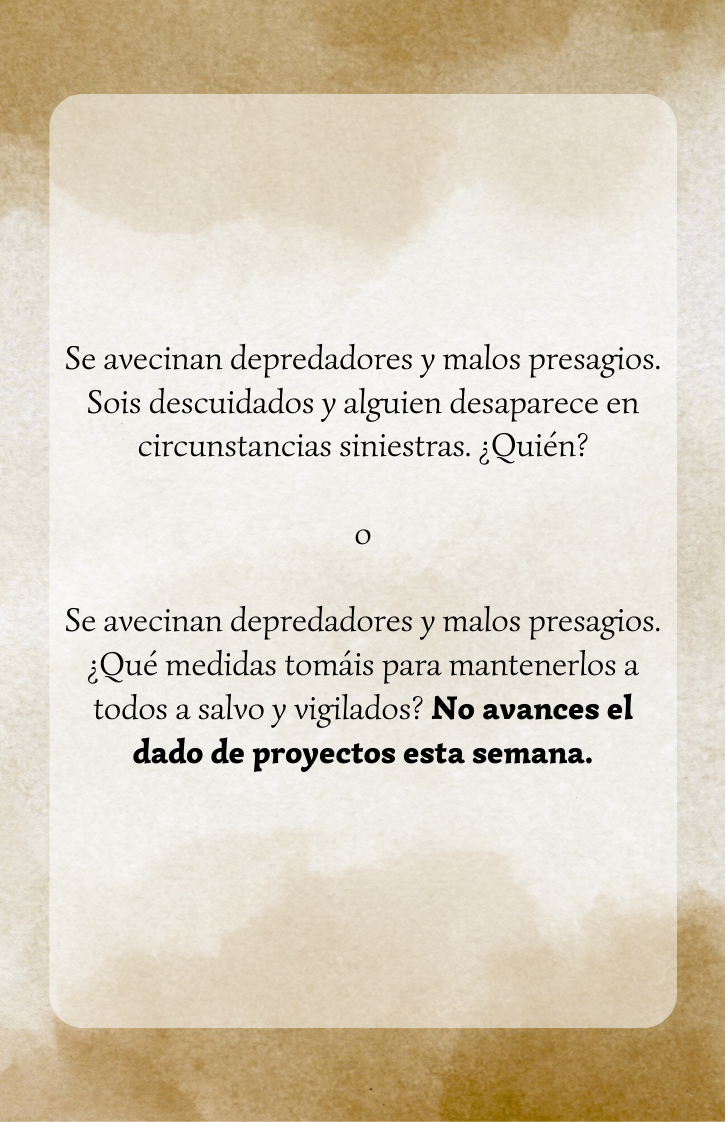 Se avecinan depredadores y malos presagios.
Sois descuidados y alguien desaparece en
circunstancias siniestras. ¿Quién?
o
Se avecinan depredadores y malos presagios.
¿Qué medidas tomáis para mantenerlos a
todos a salvo y vigilados? No avances el
dado de proyectos esta semana.